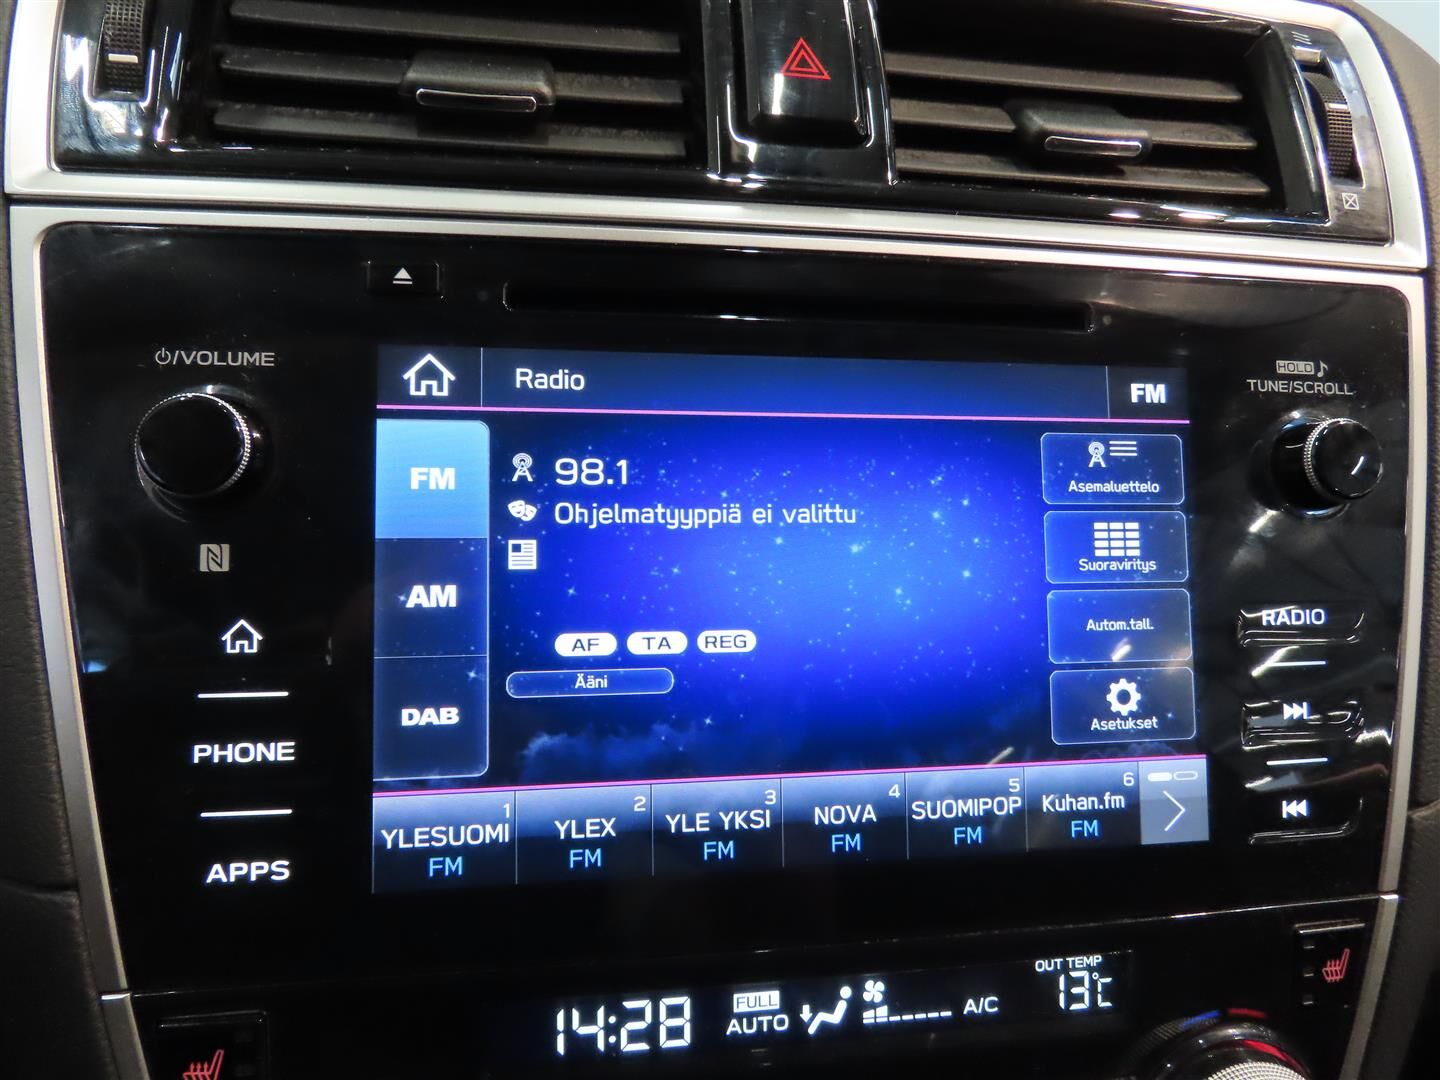 ⏻/VOLUME
HOLD
TUNE/SCROLL
Radio
FM
FM
98.1
Asemaluettelo
Ohjelmatyyppiä ei valittu
Suoraviritys
AM
Autom.tall.
RADIO
AF TA REG
Ääni
DAB
Asetukset
PHONE
APPS
1 2 3 4 5 6
YLESUOMI YLEX YLE YKSI NOVA SUOMIPOP Kuhan.fm
FM FM FM FM FM FM
14:28
FULL
AUTO
A/C
OUT TEMP
13°C